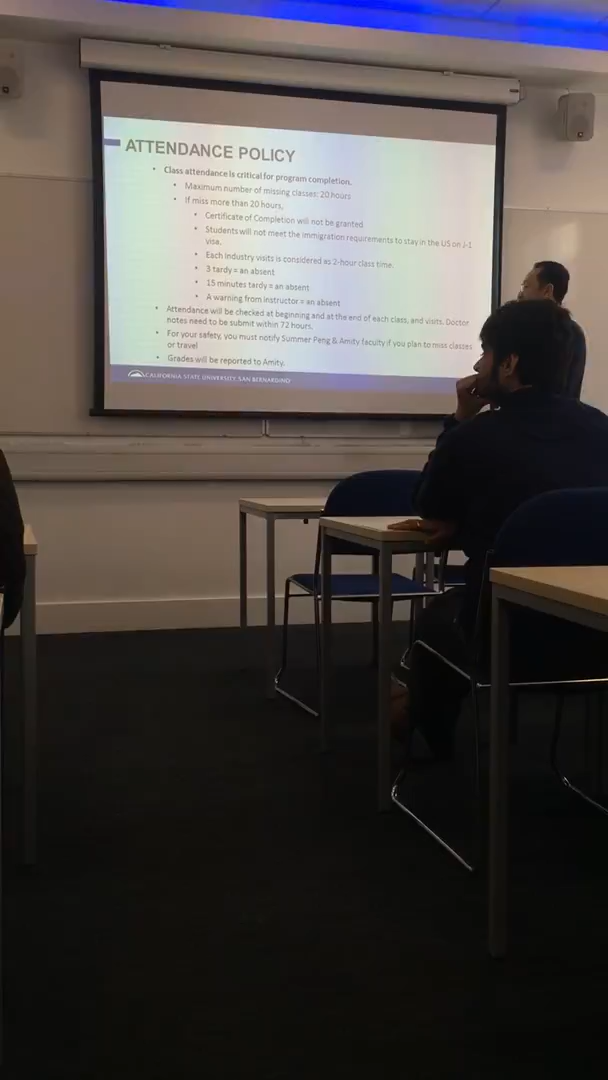 ATTENDANCE POLICY
• Class attendance is critical for program completion.
• Maximum number of missing classes: 20 hours
• If miss more than 20 hours,
• Certificate of Completion will not be granted
• Students will not meet the immigration requirements to stay in the US on J-1
visa.
• Each industry visits is considered as 2-hour class time.
• 3 tardy = an absent
• 15 minutes tardy = an absent
• A warning from instructor = an absent
• Attendance will be checked at beginning and at the end of each class, and visits. Doctor
notes need to be submit within 72 hours.
• For your safety, you must notify Summer Peng & Amity faculty if you plan to miss classes
or travel
• Grades will be reported to Amity.
CALIFORNIA STATE UNIVERSITY, SAN BERNARDINO